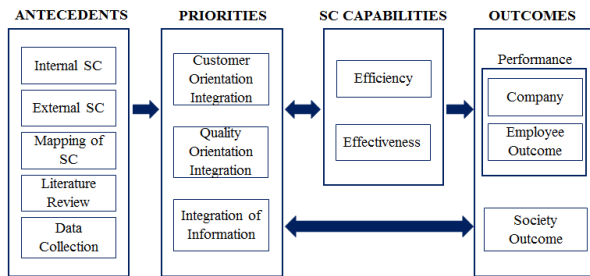 ANTECEDENTS
Internal SC
External SC
Mapping of
SC
Literature
Review
Data
Collection
PRIORITIES
Customer
Orientation
Integration
Quality
Orientation
Integration
Integration of
Information
SC CAPABILITIES
Efficiency
Effectiveness
OUTCOMES
Performance
Company
Employee
Outcome
Society
Outcome